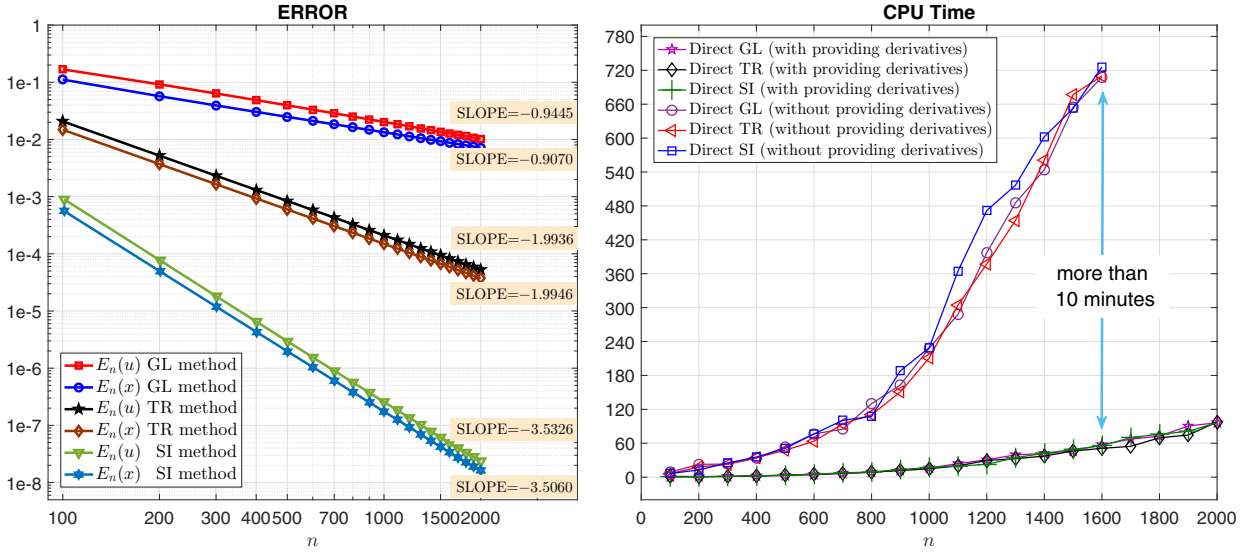 ERROR
1
1e-1
1e-2
1e-3
1e-4
1e-5
1e-6
1e-7
1e-8
SLOPE=−0.9445
SLOPE=−0.9070
SLOPE=−1.9936
SLOPE=−1.9946
SLOPE=−3.5326
SLOPE=−3.5060
E_n(u) GL method
E_n(x) GL method
E_n(u) TR method
E_n(x) TR method
E_n(u) SI method
E_n(x) SI method
100 200 300 400 500 700 1000 1500 2000
n
CPU Time
780
720
660
600
540
480
420
360
300
240
180
120
60
0
Direct GL (with providing derivatives)
Direct TR (with providing derivatives)
Direct SI (with providing derivatives)
Direct GL (without providing derivatives)
Direct TR (without providing derivatives)
Direct SI (without providing derivatives)
more than
10 minutes
0 200 400 600 800 1000 1200 1400 1600 1800 2000
n